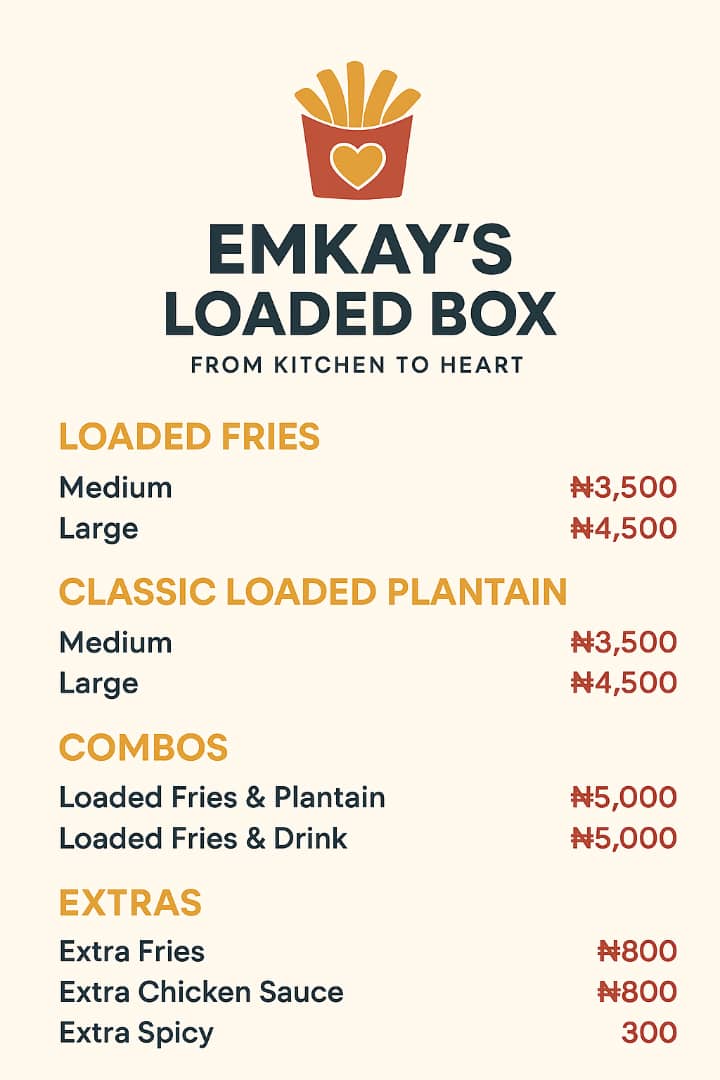 EMKAY'S
LOADED BOX
FROM KITCHEN TO HEART
LOADED FRIES
Medium ₦3,500
Large ₦4,500
CLASSIC LOADED PLANTAIN
Medium ₦3,500
Large ₦4,500
COMBOS
Loaded Fries & Plantain ₦5,000
Loaded Fries & Drink ₦5,000
EXTRAS
Extra Fries ₦800
Extra Chicken Sauce ₦800
Extra Spicy 300